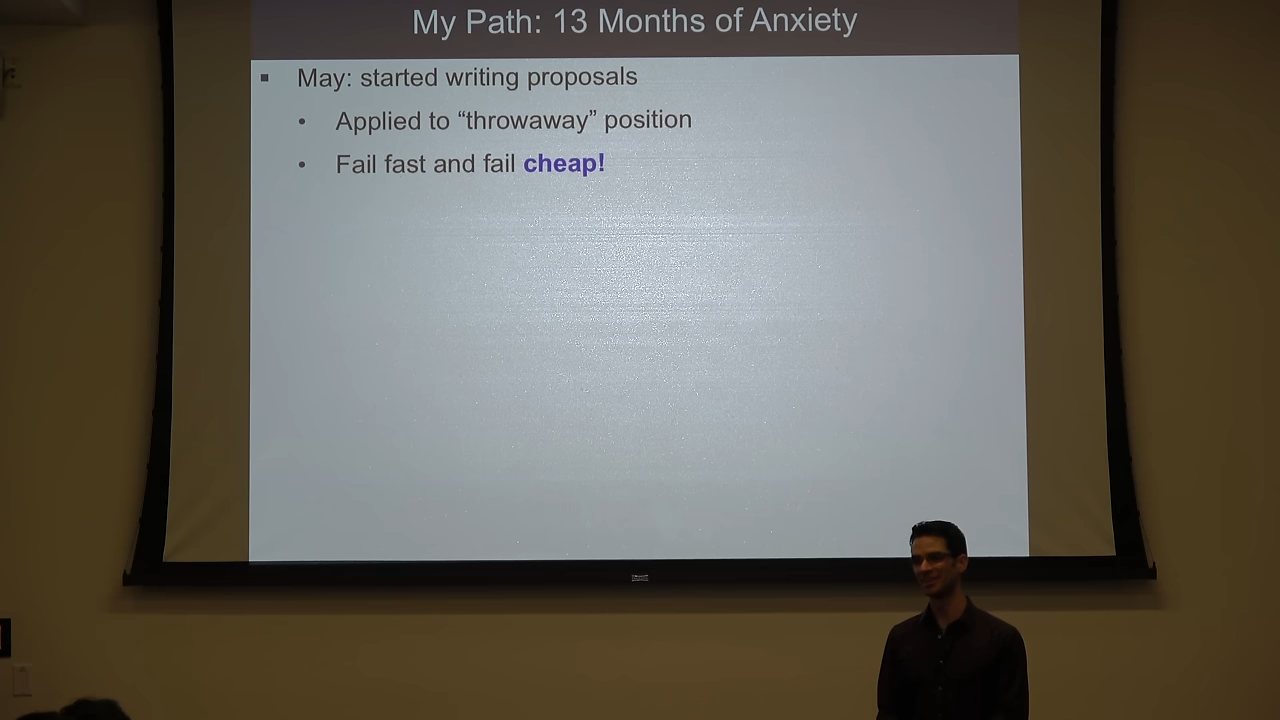 My Path: 13 Months of Anxiety
May: started writing proposals
Applied to “throwaway” position
Fail fast and fail cheap!